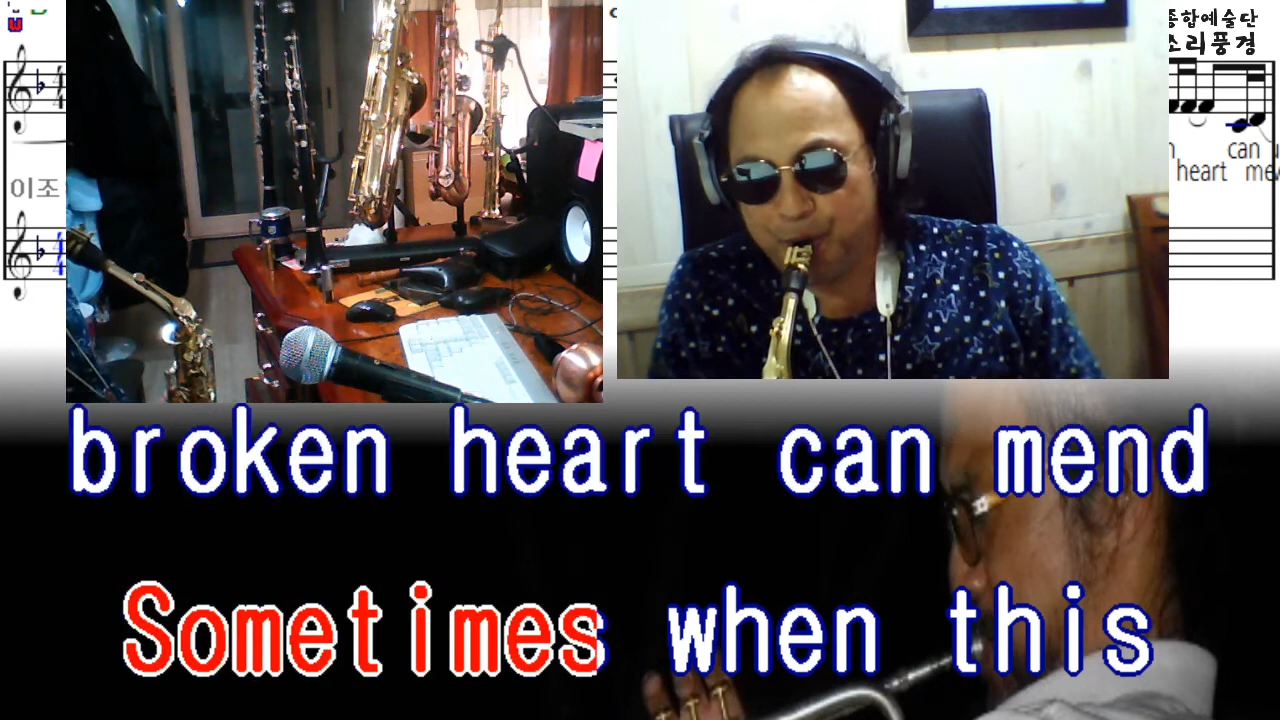 종합예술단
소리풍경
can
heart
이조
broken heart can mend
Sometimes when this